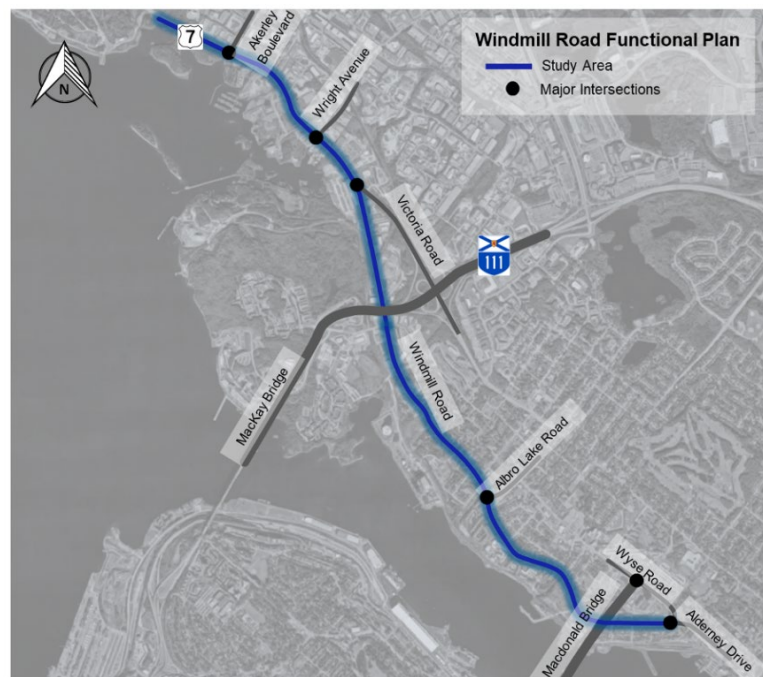 Windmill Road Functional Plan
Study Area
Major Intersections
N
7
Akerley
Boulevard
Wright Avenue
Victoria Road
111
MacKay Bridge
Windmill Road
Albro Lake Road
Wyse Road
Macdonald Bridge
Alderney Drive